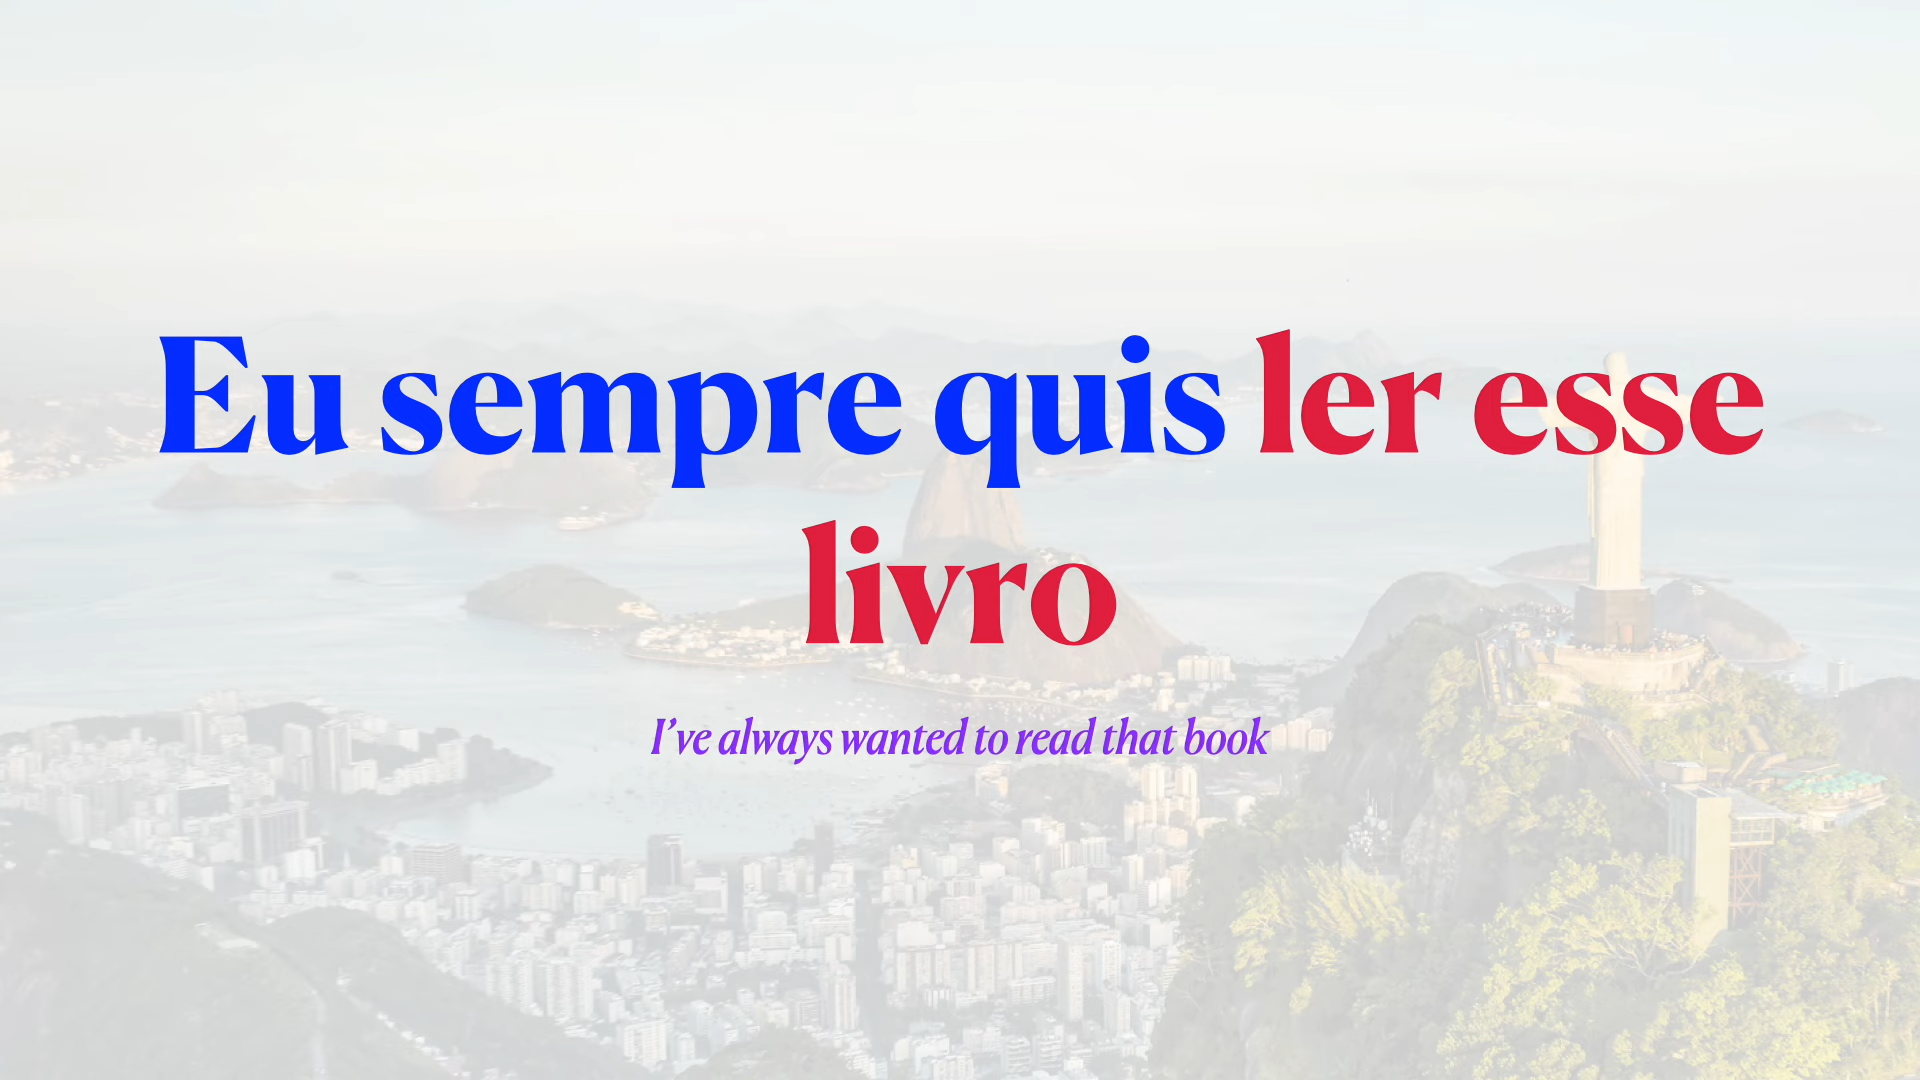 Eu sempre quis ler esse
livro
I’ve always wanted to read that book